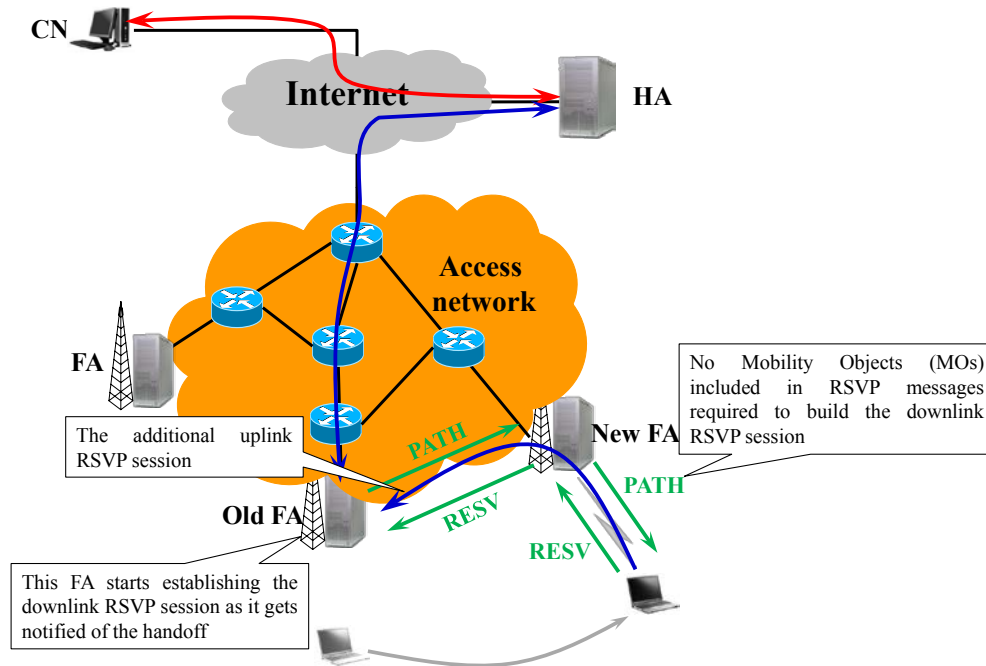 CN
Internet
HA
Access
network
FA
No Mobility Objects (MOs)
included in RSVP messages
required to build the downlink
RSVP session
The additional uplink
RSVP session
PATH
New FA
RESV
PATH
Old FA
RESV
This FA starts establishing the
downlink RSVP session as it gets
notified of the handoff